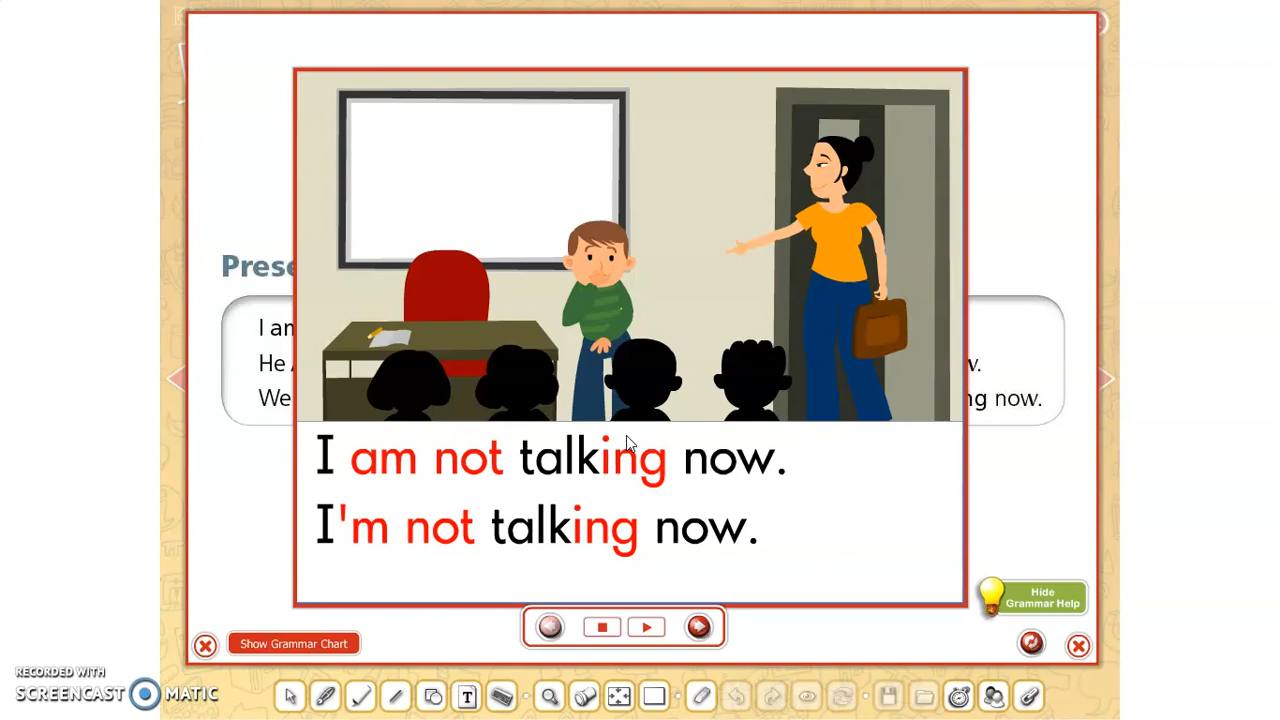 Prese
I am
He
We
w.
ng now.
I am not talking now.
I'm not talking now.
Hide
Grammar Help
Show Grammar Chart
RECORDED WITH
SCREENCAST MATIC
T